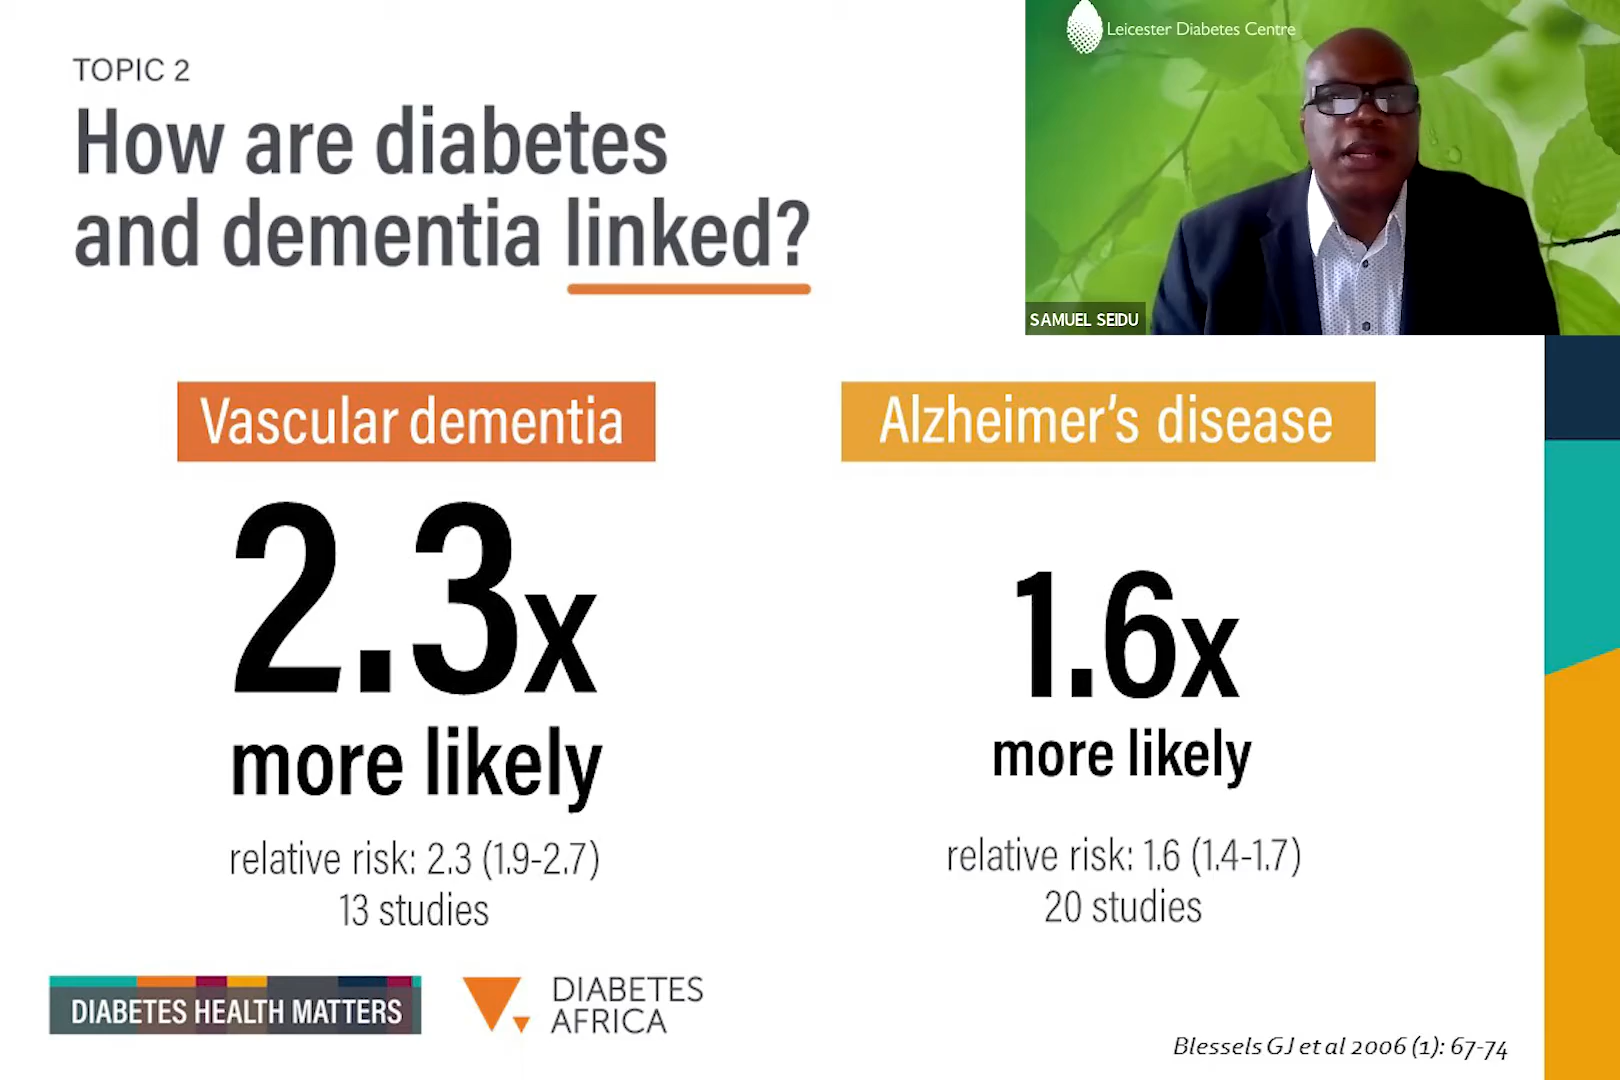 TOPIC 2
How are diabetes
and dementia linked?
Leicester Diabetes Centre
SAMUEL SEIDU
Vascular dementia
2.3x
more likely
relative risk: 2.3 (1.9-2.7)
13 studies
Alzheimer's disease
1.6x
more likely
relative risk: 1.6 (1.4-1.7)
20 studies
DIABETES HEALTH MATTERS
DIABETES
AFRICA
Blessels GJ et al 2006 (1): 67-74